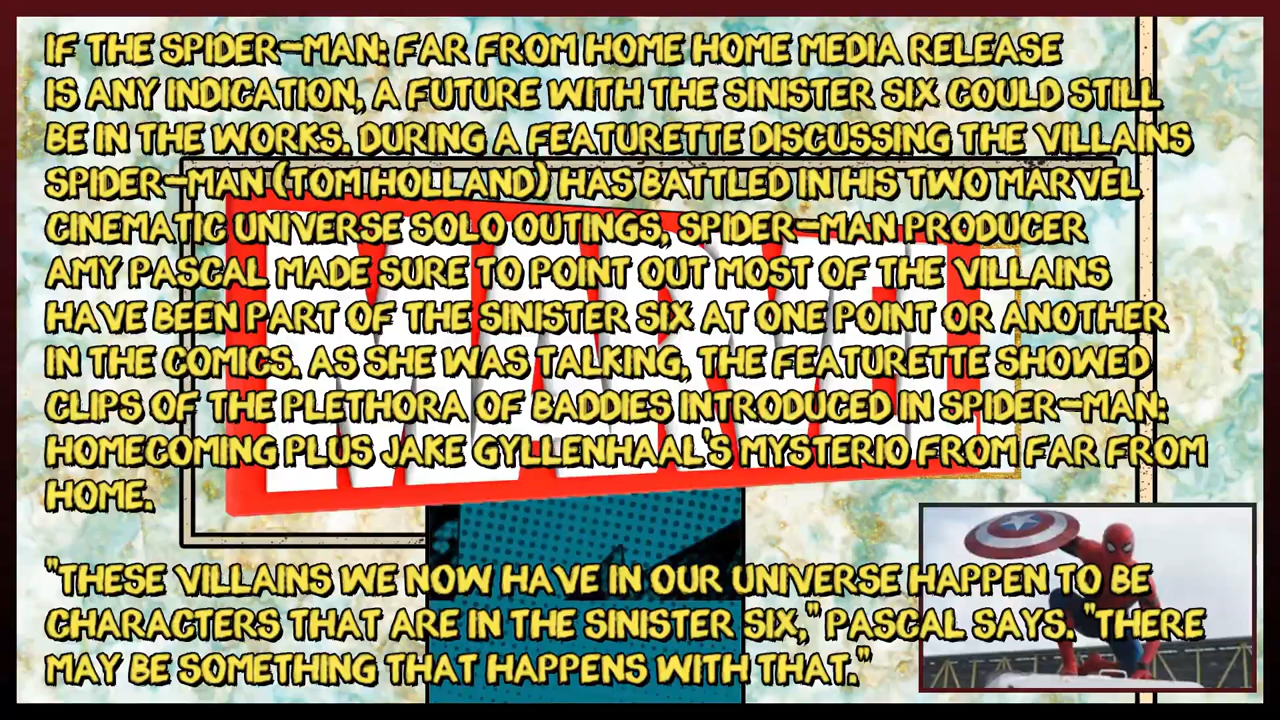 IF THE SPIDER-MAN: FAR FROM HOME HOME MEDIA RELEASE
IS ANY INDICATION, A FUTURE WITH THE SINISTER SIX COULD STILL
BE IN THE WORKS. DURING A FEATURETTE DISCUSSING THE VILLAINS
SPIDER-MAN (TOM HOLLAND) HAS BATTLED IN HIS TWO MARVEL
CINEMATIC UNIVERSE SOLO OUTINGS, SPIDER-MAN PRODUCER
AMY PASCAL MADE SURE TO POINT OUT MOST OF THE VILLAINS
HAVE BEEN PART OF THE SINISTER SIX AT ONE POINT OR ANOTHER
IN THE COMICS. AS SHE WAS TALKING, THE FEATURETTE SHOWED
CLIPS OF THE PLETHORA OF BADDIES INTRODUCED IN SPIDER-MAN:
HOMECOMING PLUS JAKE GYLLENHAAL'S MYSTERIO FROM FAR FROM
HOME.
"THESE VILLAINS WE NOW HAVE IN OUR UNIVERSE HAPPEN TO BE
CHARACTERS THAT ARE IN THE SINISTER SIX," PASCAL SAYS. "THERE
MAY BE SOMETHING THAT HAPPENS WITH THAT."
MARVEL